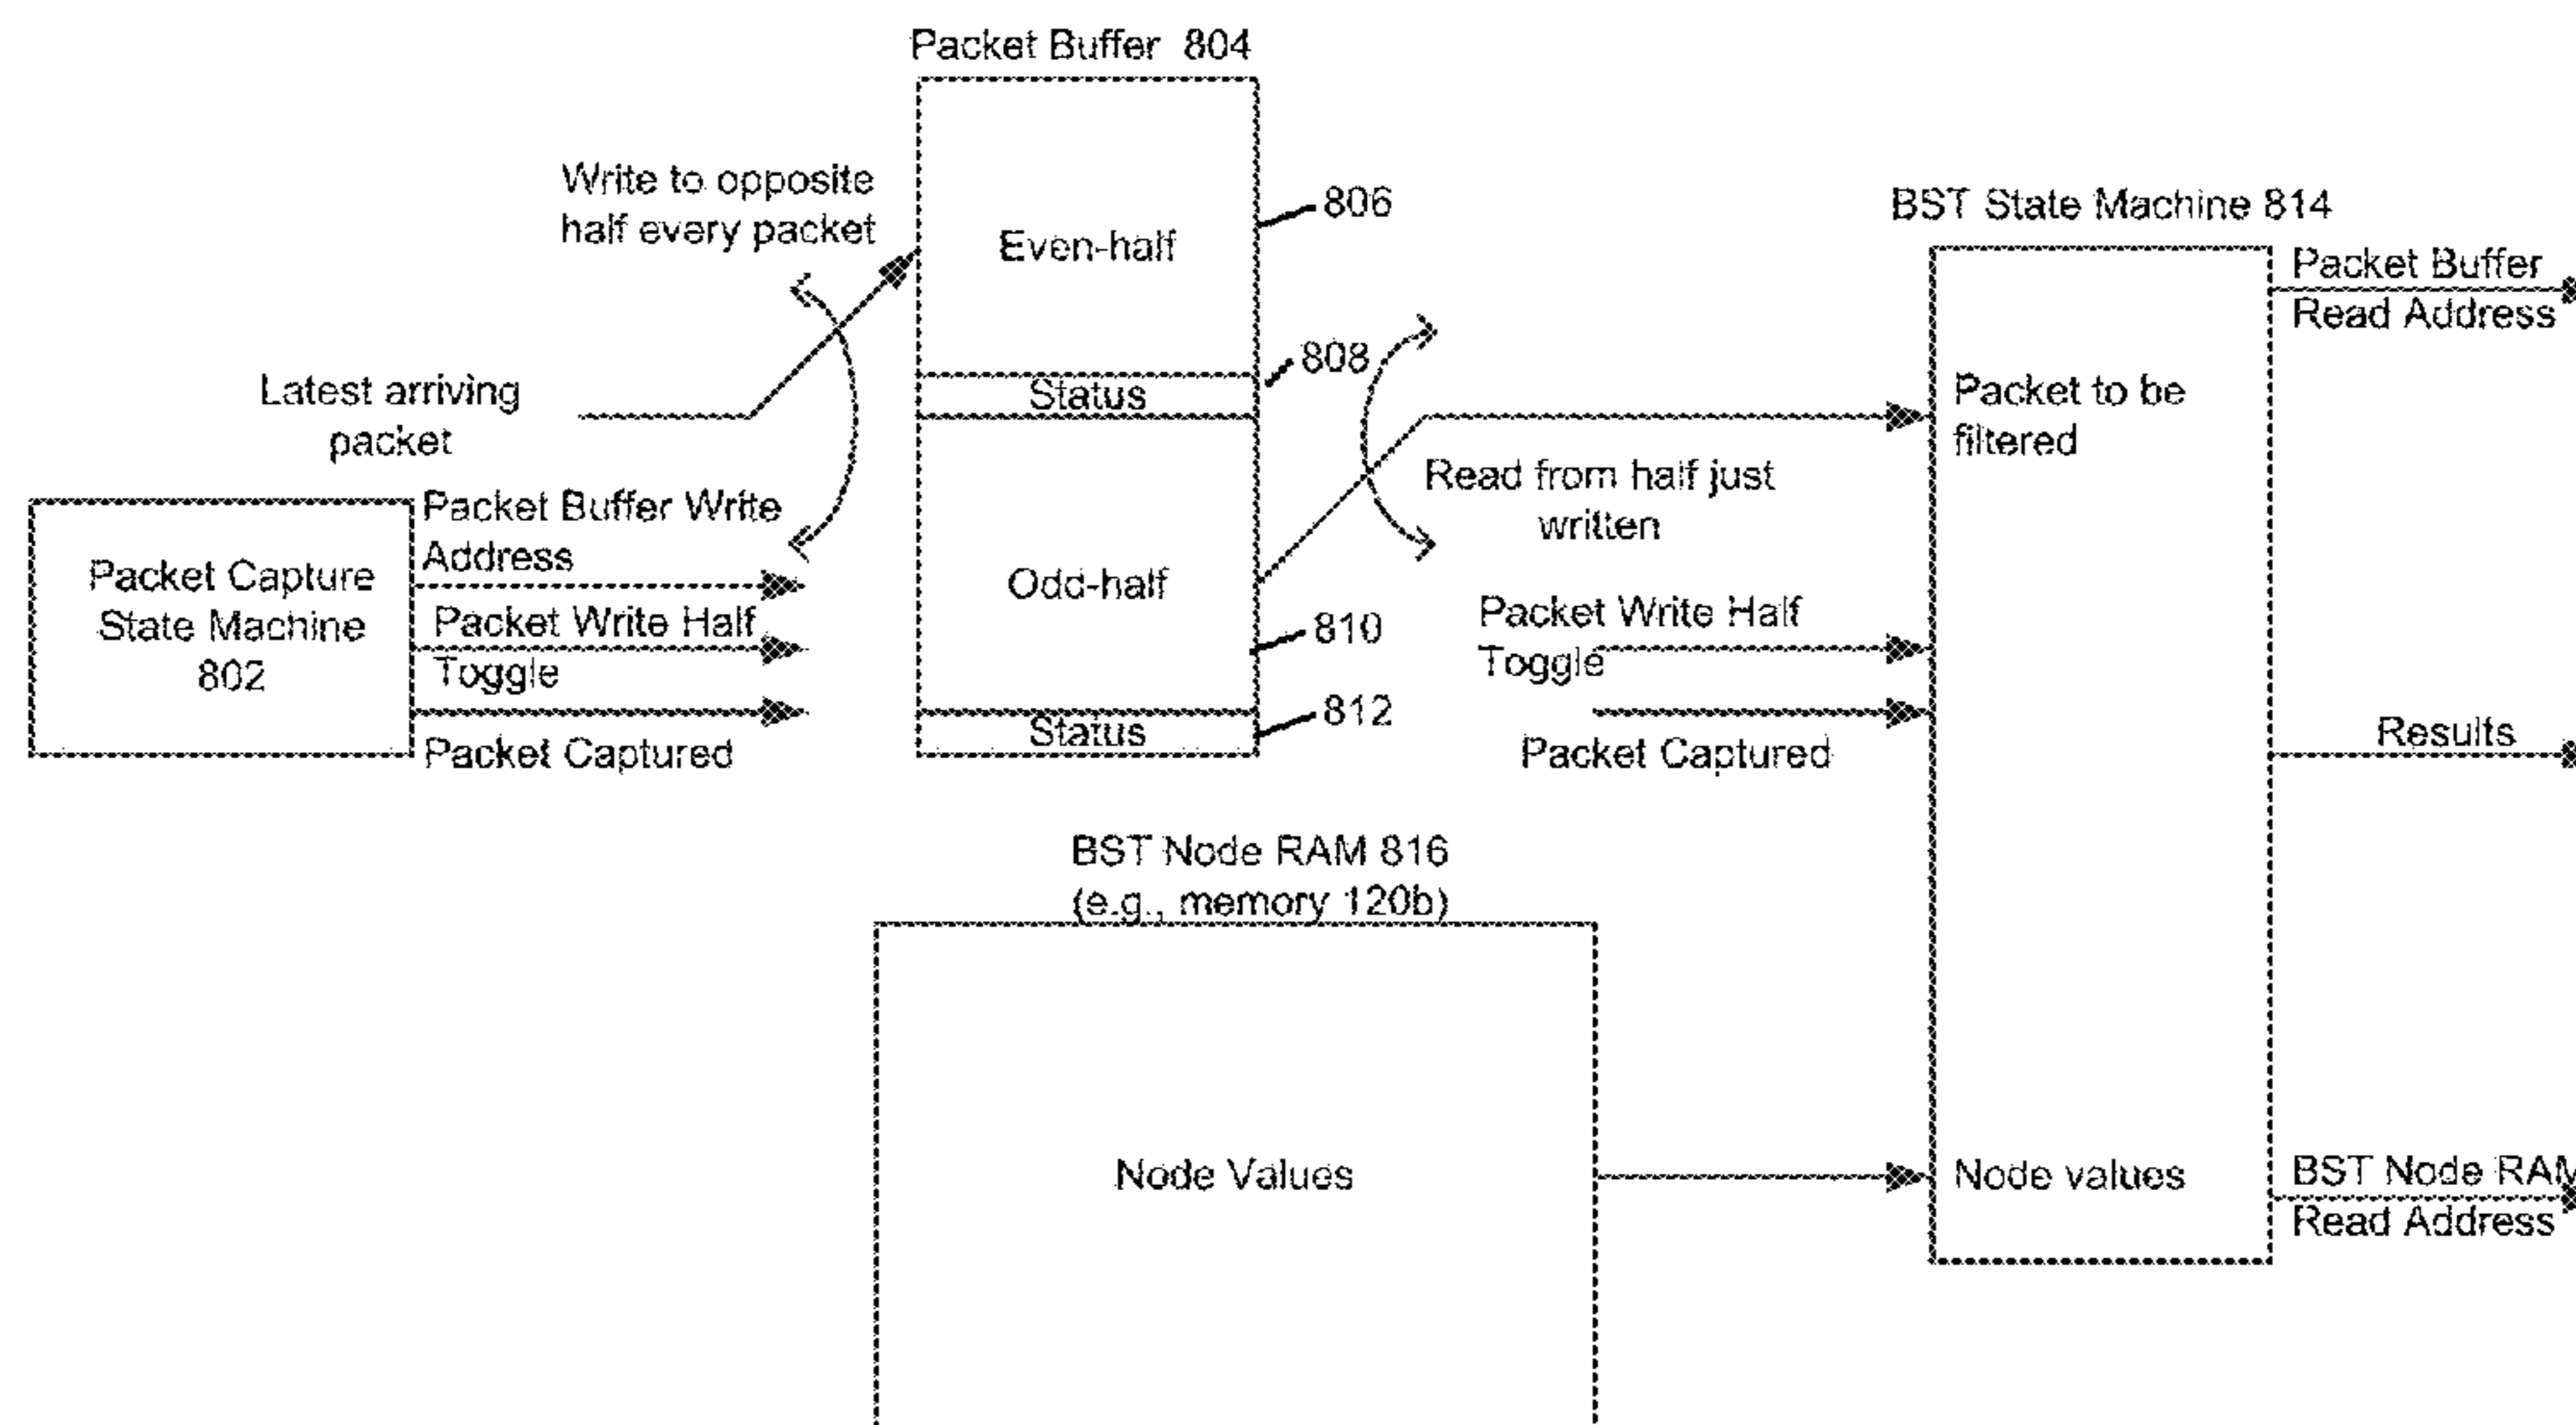 Packet Buffer 804
Write to opposite
half every packet
Even-half
806
808
Status
Latest arriving
packet
Packet Capture
State Machine
802
Packet Buffer Write
Address
Packet Write Half
Toggle
Packet Captured
Odd-half
810
812
Status
Read from half just
written
Packet Write Half
Toggle
Packet Captured
BST State Machine 814
Packet to be
filtered
Packet Buffer
Read Address
Results
BST Node RAM 816
(e.g., memory 120b)
Node Values
Node values
BST Node RAM
Read Address